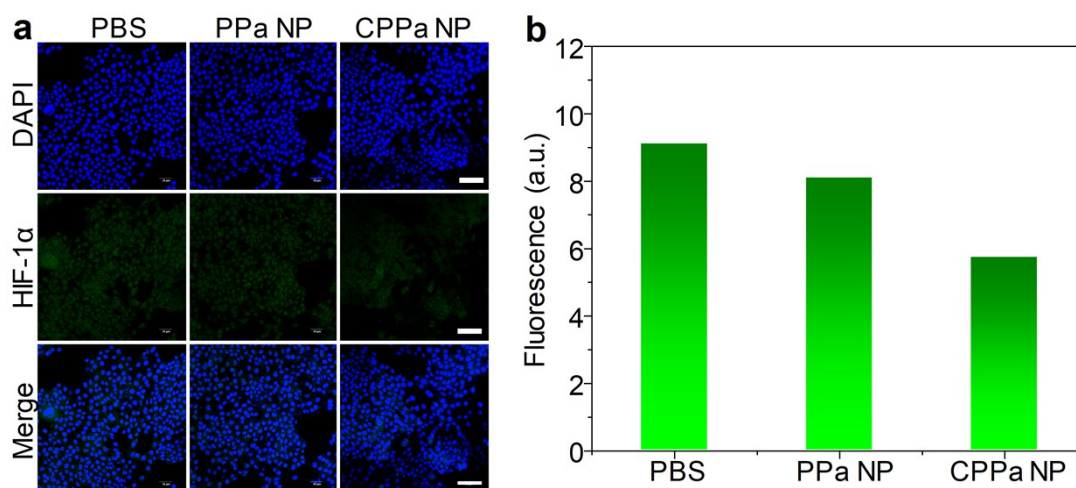 a
PBS PPa NP CPPa NP
DAPI
HIF-1α
Merge
b
Fluorescence (a.u.)
12
10
8
6
4
2
0
PBS PPa NP CPPa NP